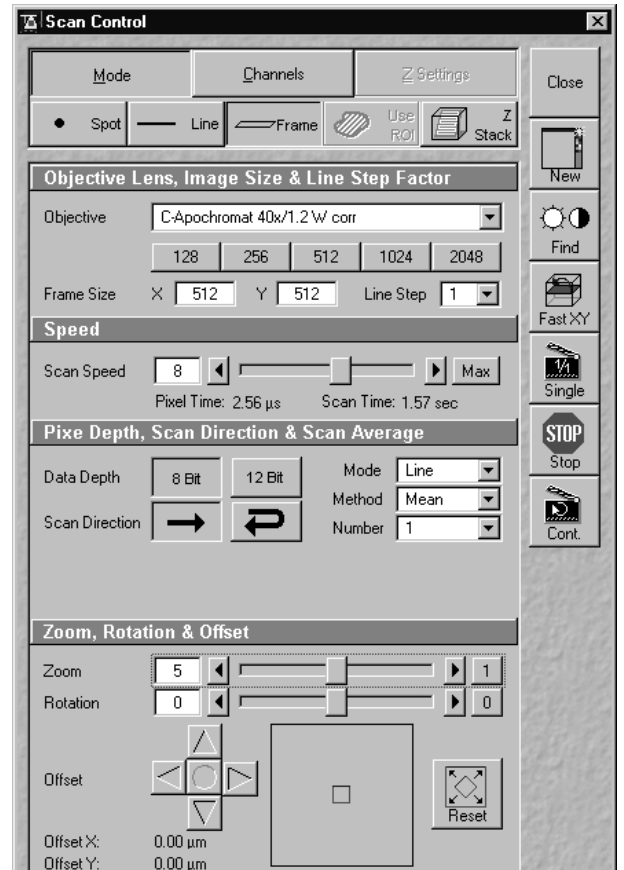 Scan Control
Mode Channels Z Settings Close
Spot Line Frame Use ROI Z Stack
New
Objective Lens, Image Size & Line Step Factor
Objective C-Apochromat 40x/1.2 W corr
Find
128 256 512 1024 2048
Frame Size X 512 Y 512 Line Step 1
Fast XY
Speed
Scan Speed 8 Max
1/1
Single
Pixel Time: 2.56 µs Scan Time: 1.57 sec
Pixe Depth, Scan Direction & Scan Average
STOP
Stop
Data Depth 8 Bit 12 Bit Mode Line
Method Mean
Scan Direction Number 1
Cont.
Zoom, Rotation & Offset
Zoom 5 1
Rotation 0 0
Offset
Reset
Offset X: 0.00 µm
Offset Y: 0.00 µm